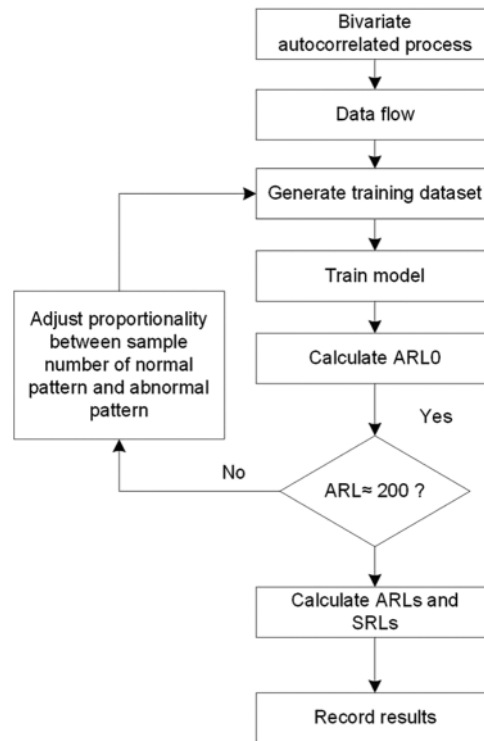 Bivariate
autocorrelated process
Data flow
Generate training dataset
Train model
Adjust proportionality
between sample
number of normal
pattern and abnormal
pattern
Calculate ARL0
Yes
No
ARL≈ 200 ?
Calculate ARLs and
SRLs
Record results